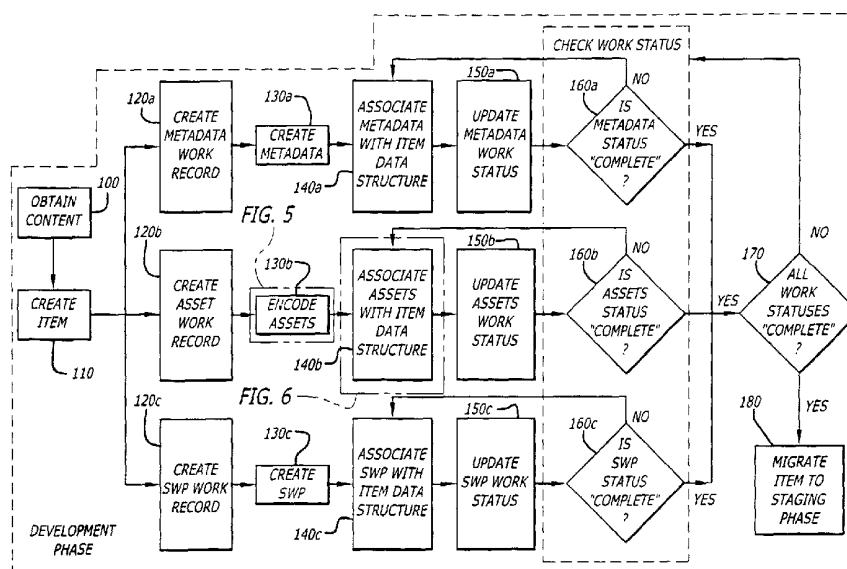 CHECK WORK STATUS
120a
CREATE
METADATA
WORK
RECORD
130a
CREATE
METADATA
ASSOCIATE
METADATA
WITH ITEM
DATA
STRUCTURE
140a
150a
UPDATE
METADATA
WORK
STATUS
NO
160a
IS
METADATA
STATUS
"COMPLETE"
?
YES
OBTAIN
CONTENT
100
CREATE
ITEM
110
FIG. 5
120b
CREATE
ASSET
WORK
RECORD
130b
ENCODE
ASSETS
ASSOCIATE
ASSETS
WITH ITEM
DATA
STRUCTURE
140b
FIG. 6
150b
UPDATE
ASSETS
WORK
STATUS
NO
160b
IS
ASSETS
STATUS
"COMPLETE"
?
YES
NO
170
ALL
WORK
STATUSES
"COMPLETE"
?
YES
120c
CREATE
SWP WORK
RECORD
130c
CREATE
SWP
ASSOCIATE
SWP WITH
ITEM DATA
STRUCTURE
140c
150c
UPDATE
SWP WORK
STATUS
NO
160c
IS
SWP
STATUS
"COMPLETE"
?
YES
180
MIGRATE
ITEM TO
STAGING
PHASE
DEVELOPMENT
PHASE